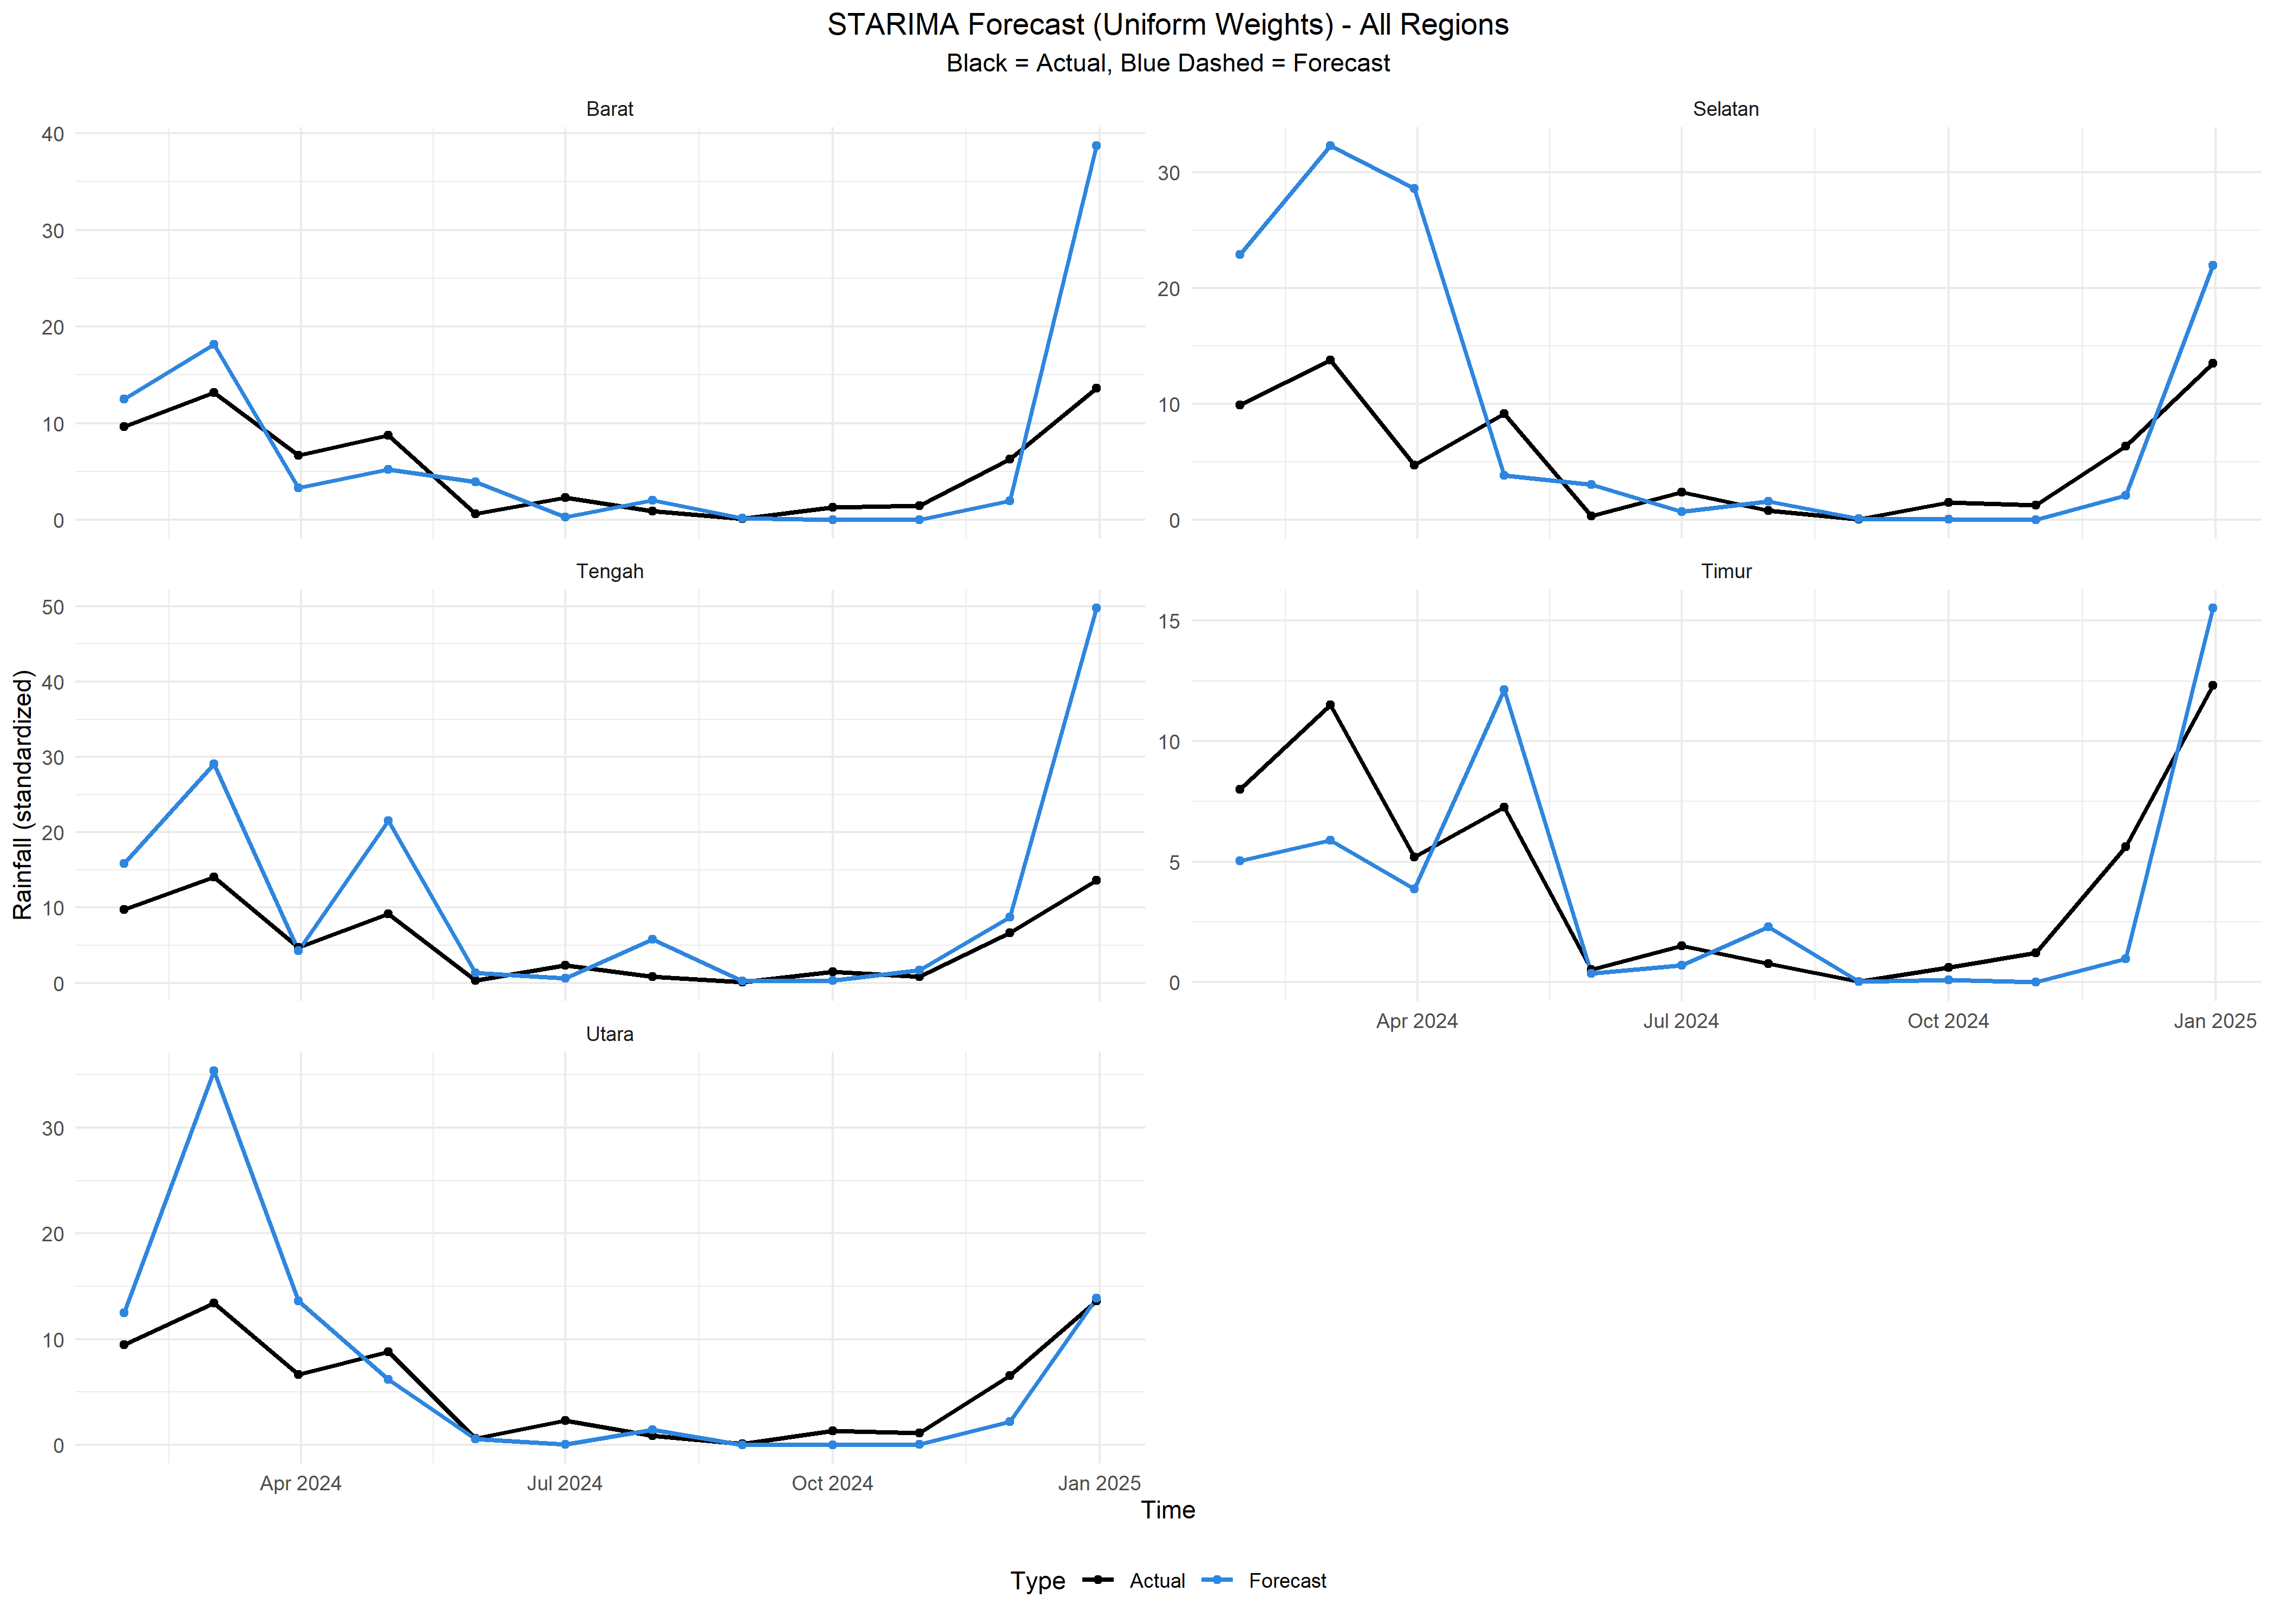 STARIMA Forecast (Uniform Weights) - All Regions
Black = Actual, Blue Dashed = Forecast
Barat
40
30
20
10
0
Selatan
30
20
10
0
Rainfall (standardized)
Tengah
50
40
30
20
10
0
Timur
15
10
5
0
Apr 2024 Jul 2024 Oct 2024 Jan 2025
Utara
30
20
10
0
Apr 2024 Jul 2024 Oct 2024 Jan 2025
Time
Type Actual Forecast